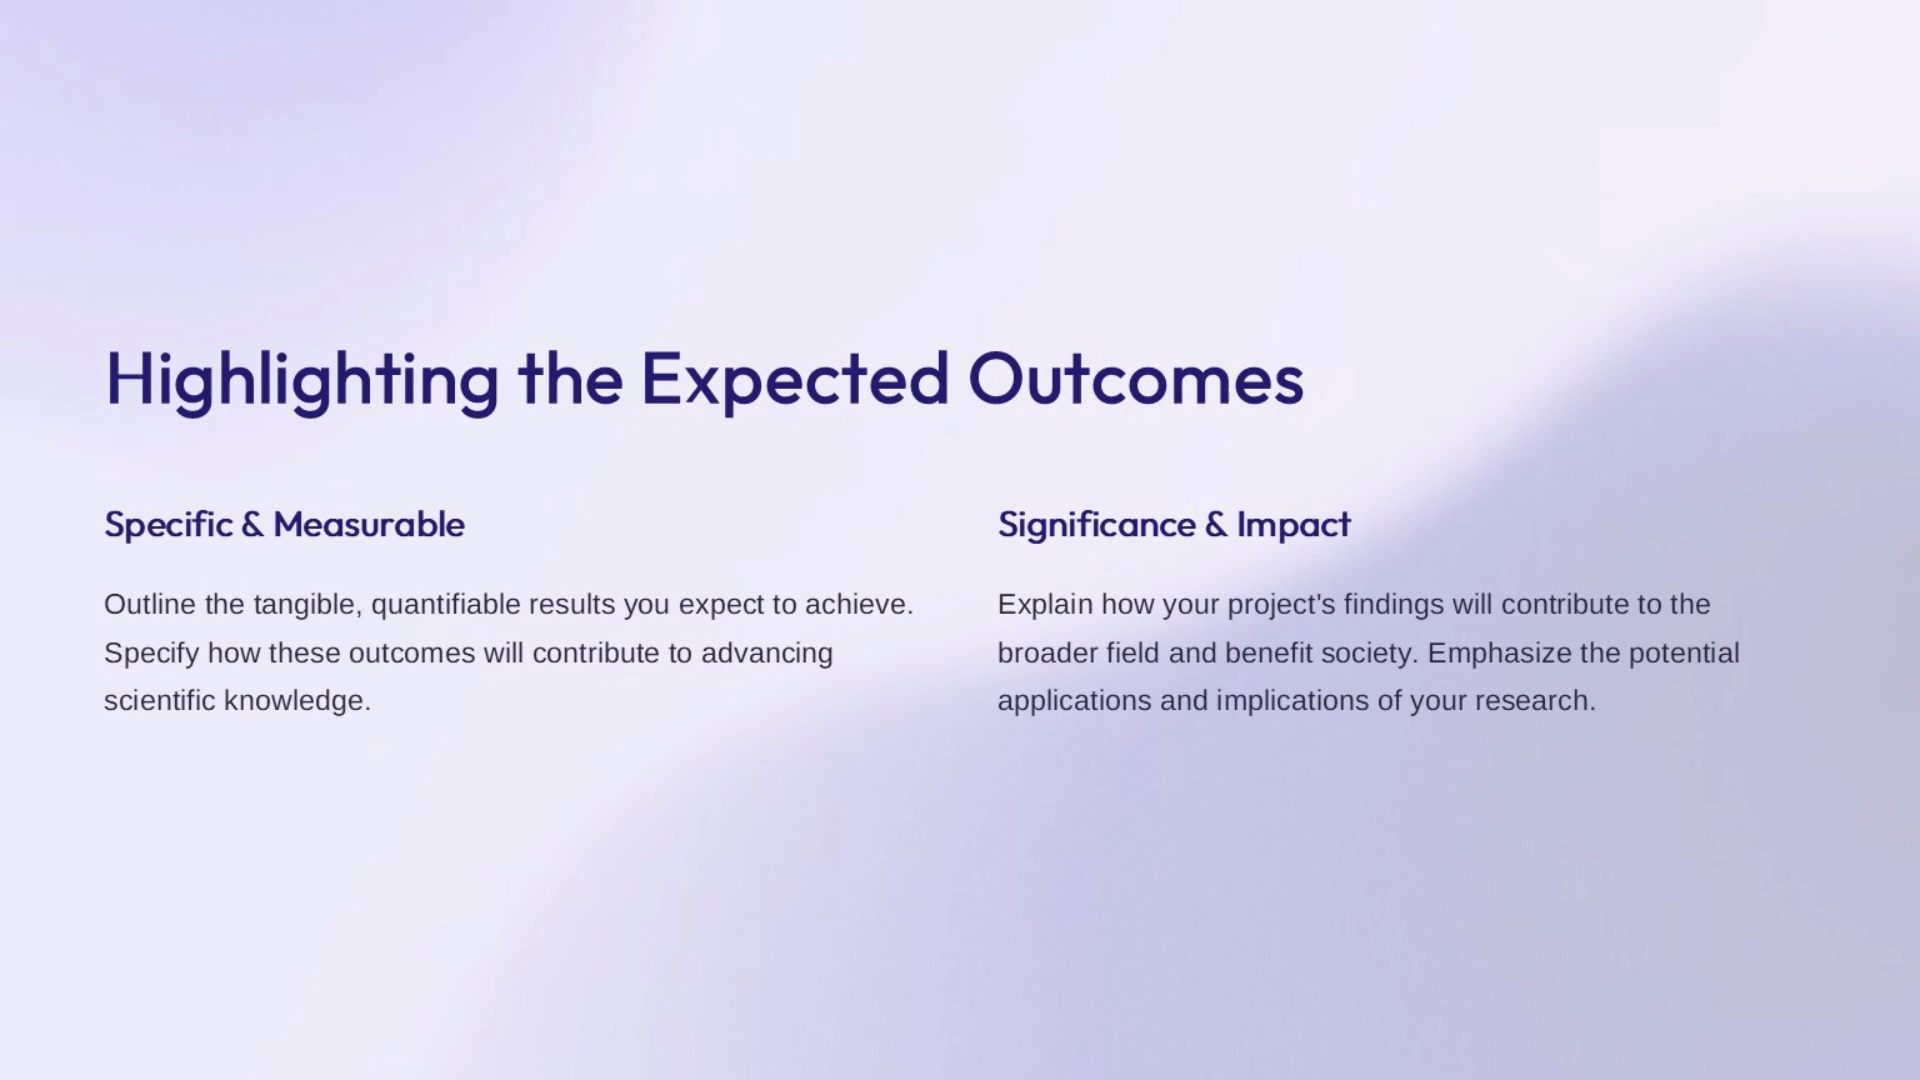 Highlighting the Expected Outcomes
Specific & Measurable
Outline the tangible, quantifiable results you expect to achieve.
Specify how these outcomes will contribute to advancing
scientific knowledge.
Significance & Impact
Explain how your project's findings will contribute to the
broader field and benefit society. Emphasize the potential
applications and implications of your research.